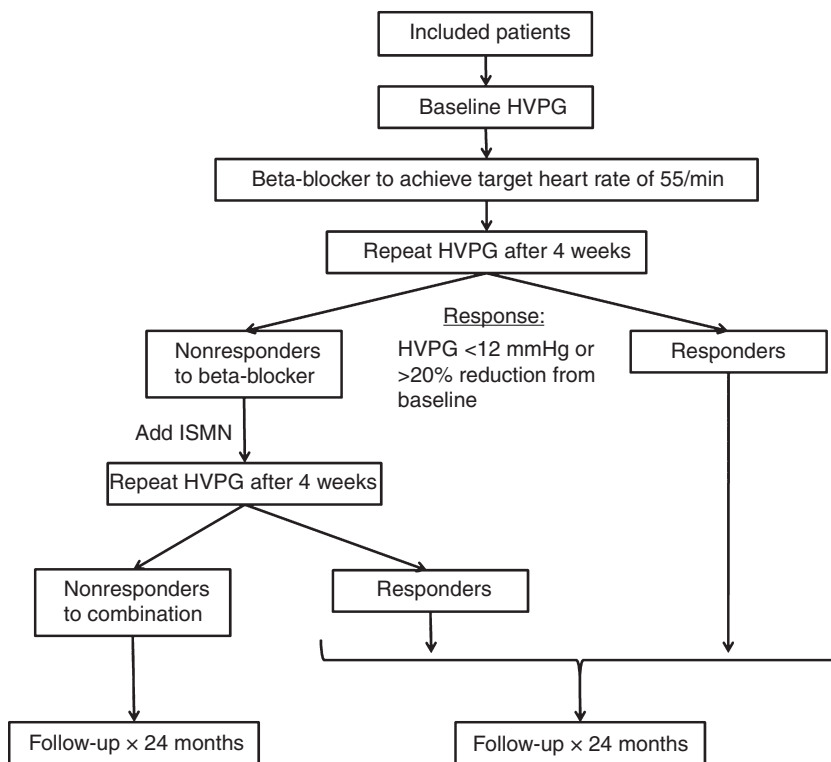 Included patients
Baseline HVPG
Beta-blocker to achieve target heart rate of 55/min
Repeat HVPG after 4 weeks
Response:
HVPG <12 mmHg or
>20% reduction from
baseline
Nonresponders
to beta-blocker
Responders
Add ISMN
Repeat HVPG after 4 weeks
Nonresponders
to combination
Responders
Follow-up × 24 months
Follow-up × 24 months